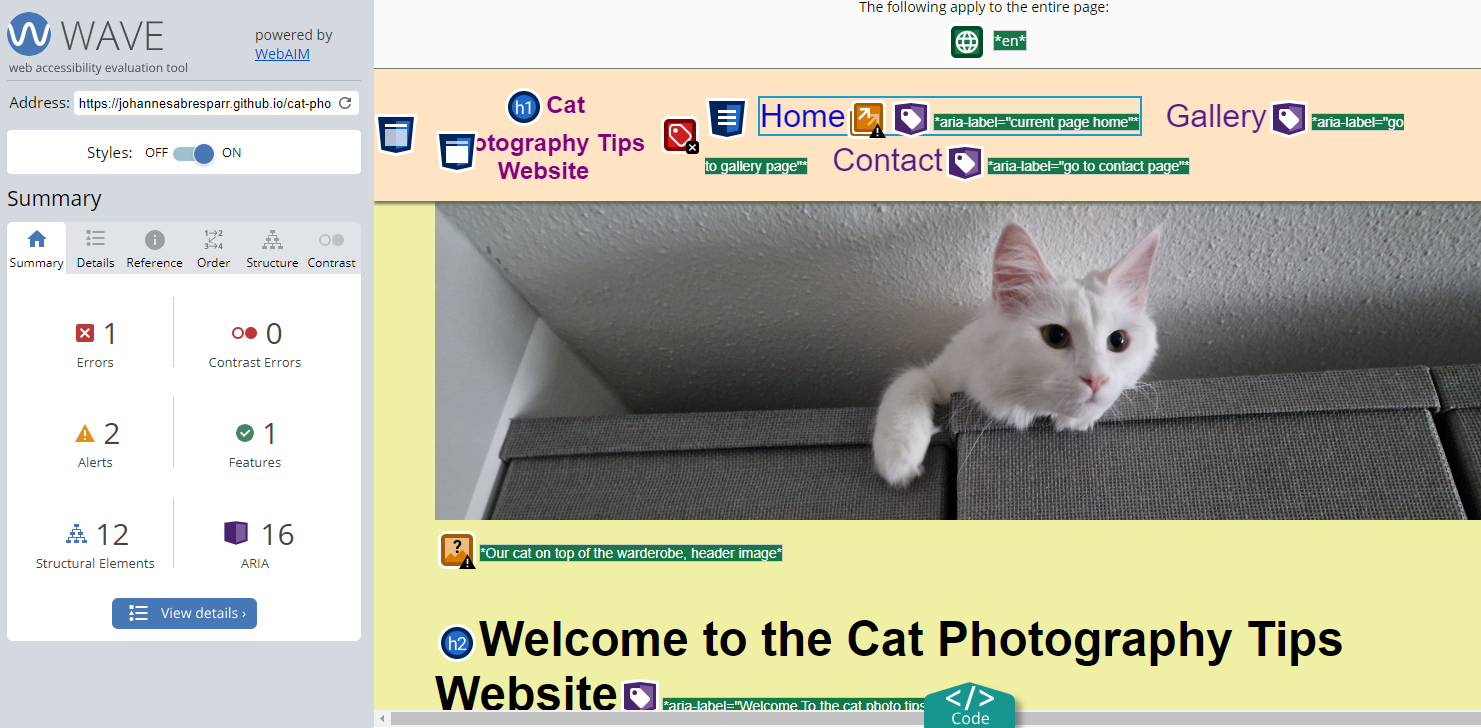 WAVE
powered by
WebAIM
web accessibility evaluation tool
Address: https://johannesabresparr.github.io/cat-pho
Styles: OFF ON
Summary
Summary Details Reference Order Structure Contrast
1→2
3→4
1
Errors
0
Contrast Errors
2
Alerts
1
Features
12
Structural Elements
16
ARIA
View details ›
The following apply to the entire page:
*en*
h1 Cat
otography Tips
Website
Home *aria-label="current page home"* Gallery *aria-label="go
to gallery page"* Contact *aria-label="go to contact page"*
*Our cat on top of the warderobe, header image*
h2 Welcome to the Cat Photography Tips
Website *aria-label="Welcome To the cat photo tips
</>
Code